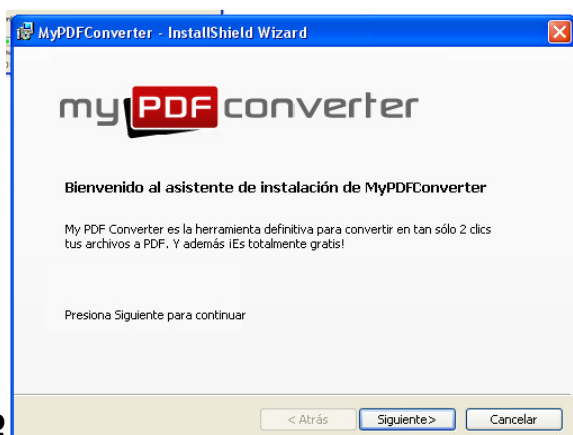 MyPDFConverter - InstallShield Wizard
my PDF converter
Bienvenido al asistente de instalación de MyPDFConverter
My PDF Converter es la herramienta definitiva para convertir en tan sólo 2 clics
tus archivos a PDF. Y además ¡Es totalmente gratis!
Presiona Siguiente para continuar
< Atrás Siguiente> Cancelar